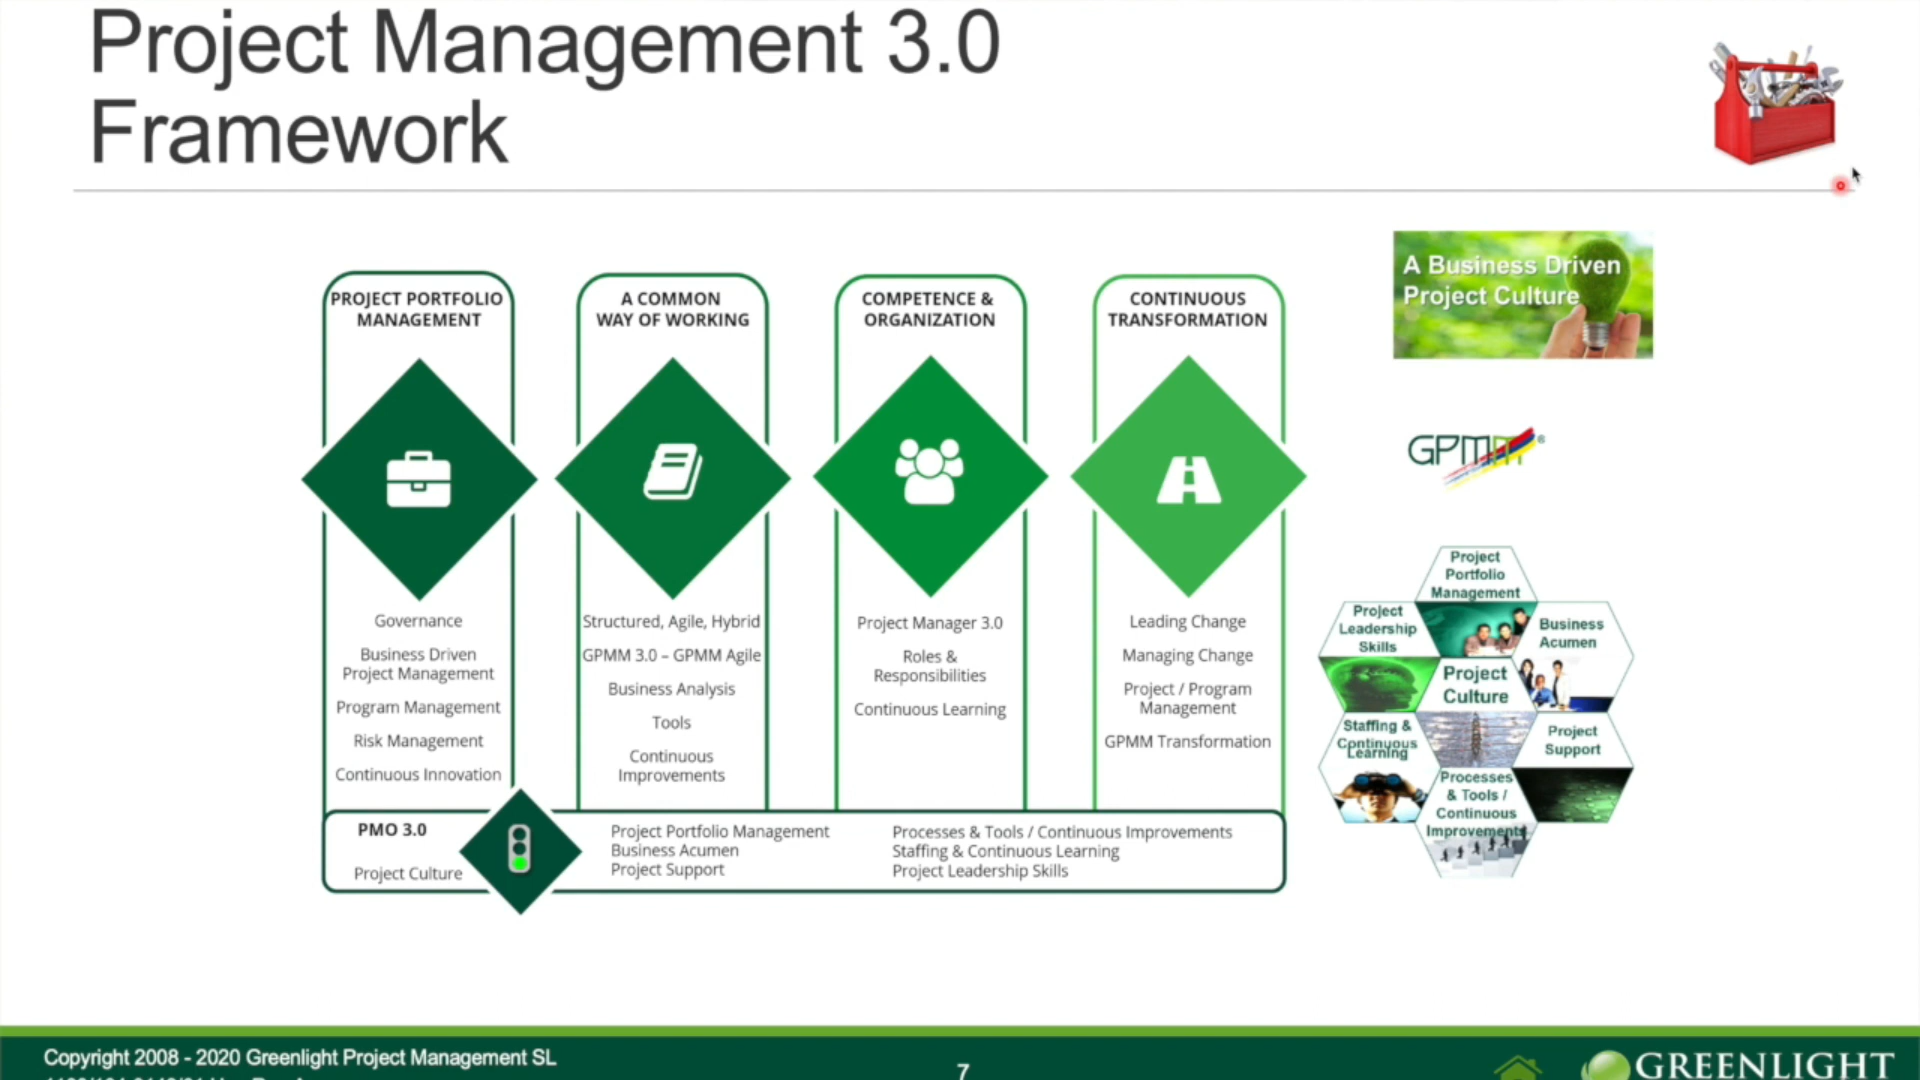 Project Management 3.0
Framework
A Business Driven
Project Culture
PROJECT PORTFOLIO
MANAGEMENT
A COMMON
WAY OF WORKING
COMPETENCE &
ORGANIZATION
CONTINUOUS
TRANSFORMATION
GPMM®
Governance
Business Driven
Project Management
Program Management
Risk Management
Continuous Innovation
Structured, Agile, Hybrid
GPMM 3.0 – GPMM Agile
Business Analysis
Tools
Continuous
Improvements
Project Manager 3.0
Roles &
Responsibilities
Continuous Learning
Leading Change
Managing Change
Project / Program
Management
GPMM Transformation
Project
Portfolio
Management
Project
Leadership
Skills
Business
Acumen
Project
Culture
Staffing &
Continuous
Learning
Project
Support
Processes
& Tools /
Continuous
Improvements
PMO 3.0
Project Culture
Project Portfolio Management
Business Acumen
Project Support
Processes & Tools / Continuous Improvements
Staffing & Continuous Learning
Project Leadership Skills
Copyright 2008 - 2020 Greenlight Project Management SL
7
GREENLIGHT